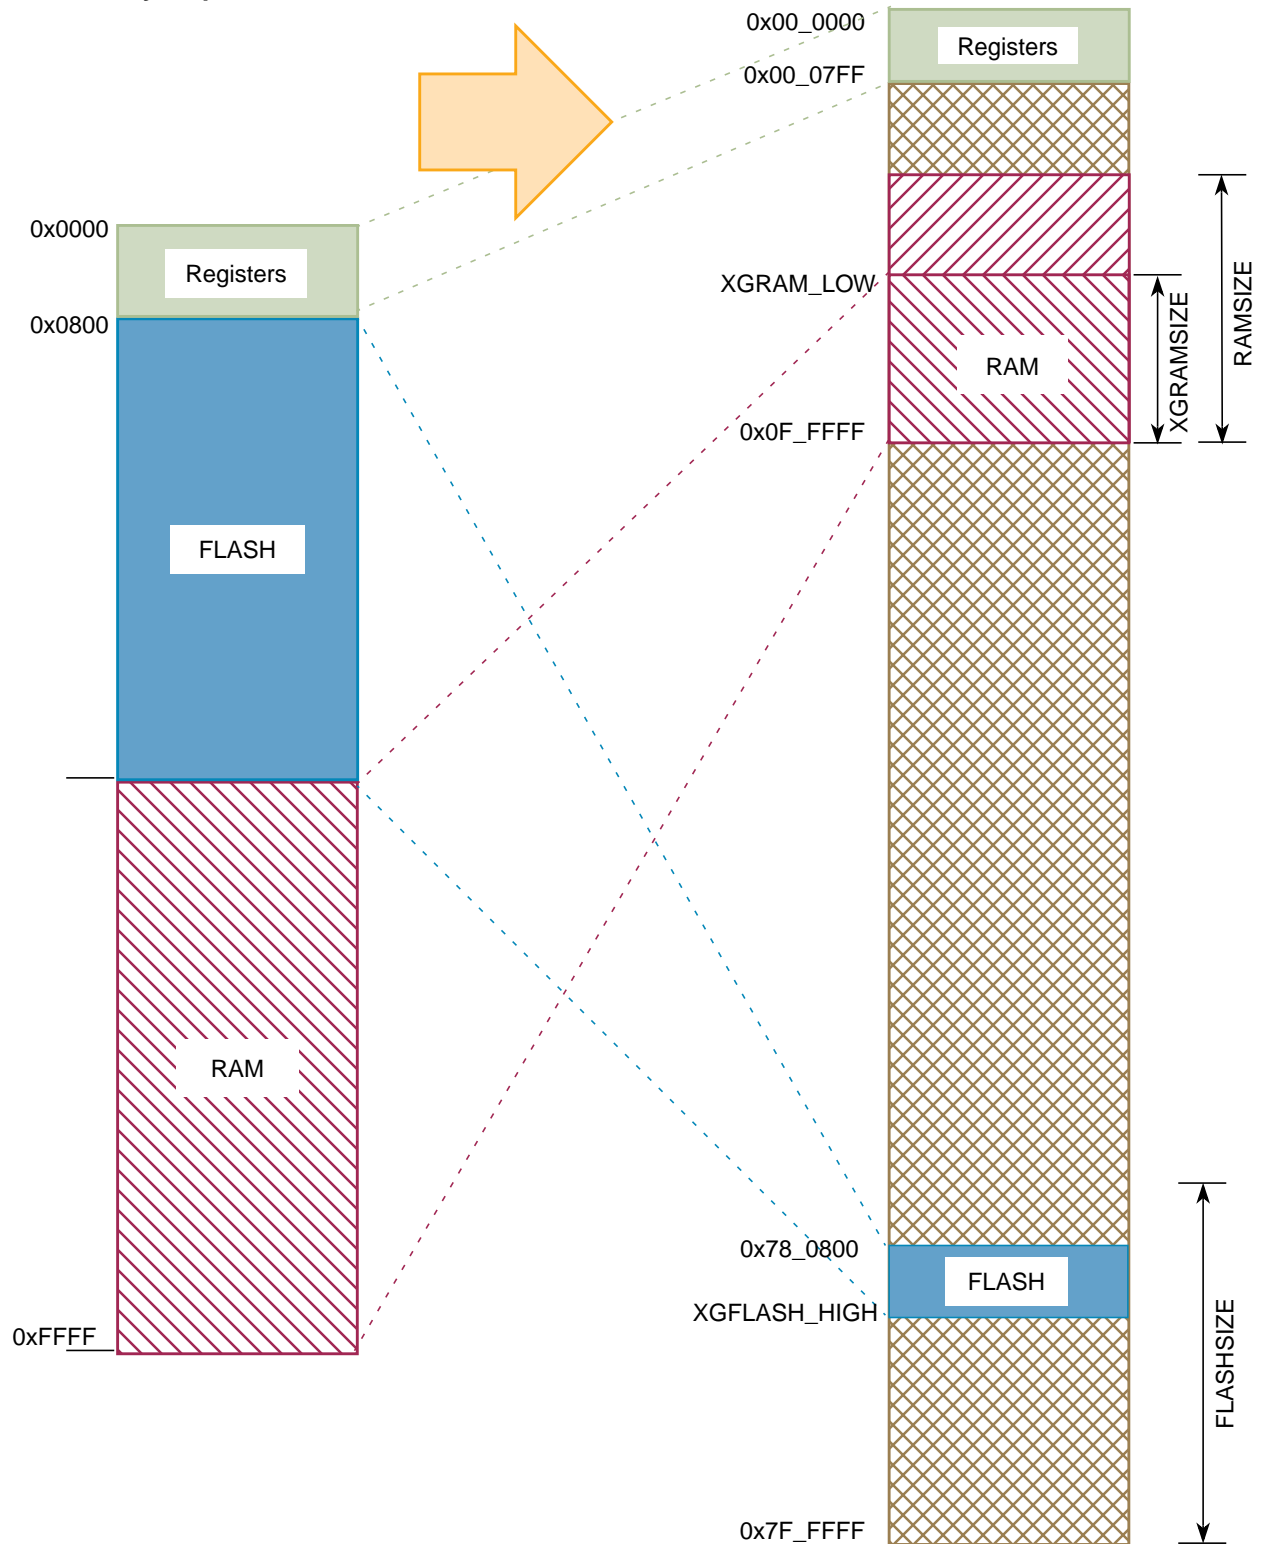 0x00_0000
Registers
0x00_07FF
0x0000
Registers
0x0800
XGRAM_LOW
RAM
XGRAMSIZE
RAMSIZE
0x0F_FFFF
FLASH
RAM
0x78_0800
FLASH
XGFLASH_HIGH
FLASHSIZE
0xFFFF
0x7F_FFFF